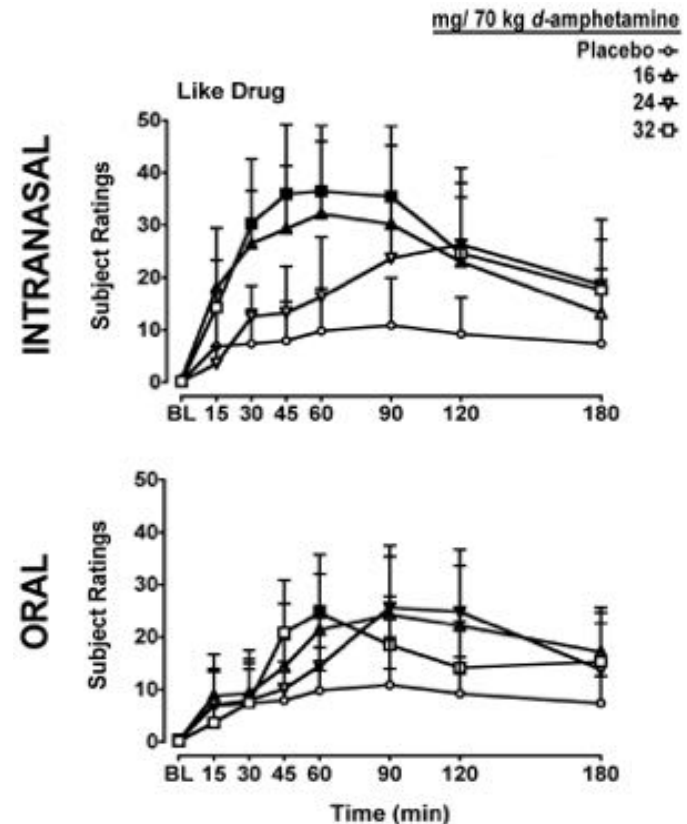 mg/ 70 kg d-amphetamine
Placebo
16
24
32
Like Drug
INTRANASAL
Subject Ratings
50
40
30
20
10
0
BL 15 30 45 60 90 120 180
ORAL
Subject Ratings
50
40
30
20
10
0
BL 15 30 45 60 90 120 180
Time (min)